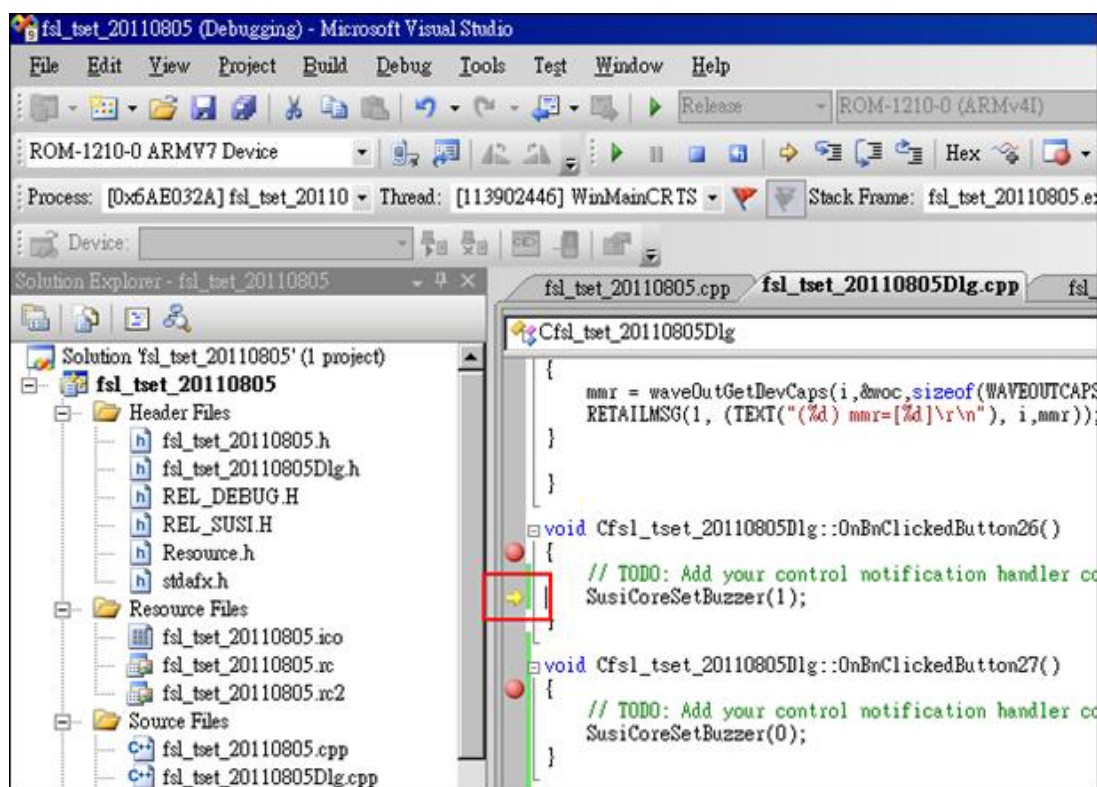 fsl_tset_20110805 (Debugging) - Microsoft Visual Studio
File Edit View Project Build Debug Tools Test Window Help
Release ROM-1210-0 (ARMv4I)
ROM-1210-0 ARMV7 Device Hex
Process: [0x6AE032A] fsl_tset_20110 Thread: [113902446] WinMainCRTS Stack Frame: fsl_tset_20110805.e
Device:
Solution Explorer - fsl_tset_20110805
fsl_tset_20110805.cpp fsl_tset_20110805Dlg.cpp fsl_
Cfsl_tset_20110805Dlg
Solution 'fsl_tset_20110805' (1 project)
fsl_tset_20110805
Header Files
fsl_tset_20110805.h
fsl_tset_20110805Dlg.h
REL_DEBUG.H
REL_SUSI.H
Resource.h
stdafx.h
Resource Files
fsl_tset_20110805.ico
fsl_tset_20110805.rc
fsl_tset_20110805.rc2
Source Files
fsl_tset_20110805.cpp
fsl_tset_20110805Dlg.cpp
{
mmr = waveOutGetDevCaps(i,&woc,sizeof(WAVEOUTCAPS
RETAILMSG(1, (TEXT("(%d) mmr=[%d]\r\n"), i,mmr));
}
}
void Cfsl_tset_20110805Dlg::OnBnClickedButton26()
{
// TODO: Add your control notification handler co
SusiCoreSetBuzzer(1);
}
void Cfsl_tset_20110805Dlg::OnBnClickedButton27()
{
// TODO: Add your control notification handler co
SusiCoreSetBuzzer(0);
}